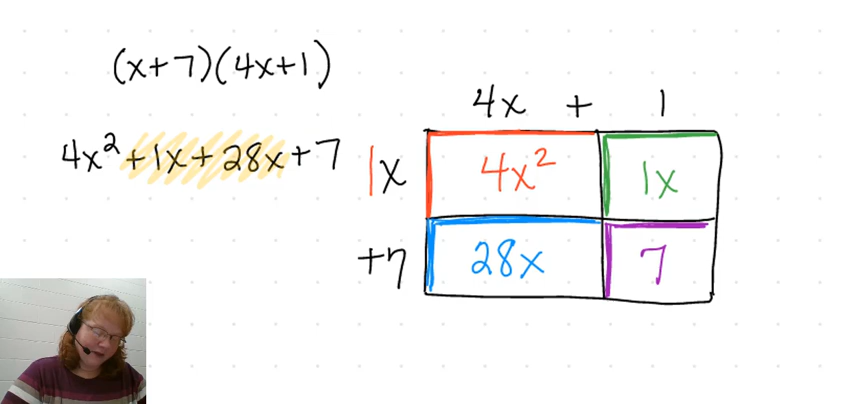 (x+7)(4x+1)
4x²+1x+28x+7
4x + 1
1x 4x² 1x
+7 28x 7